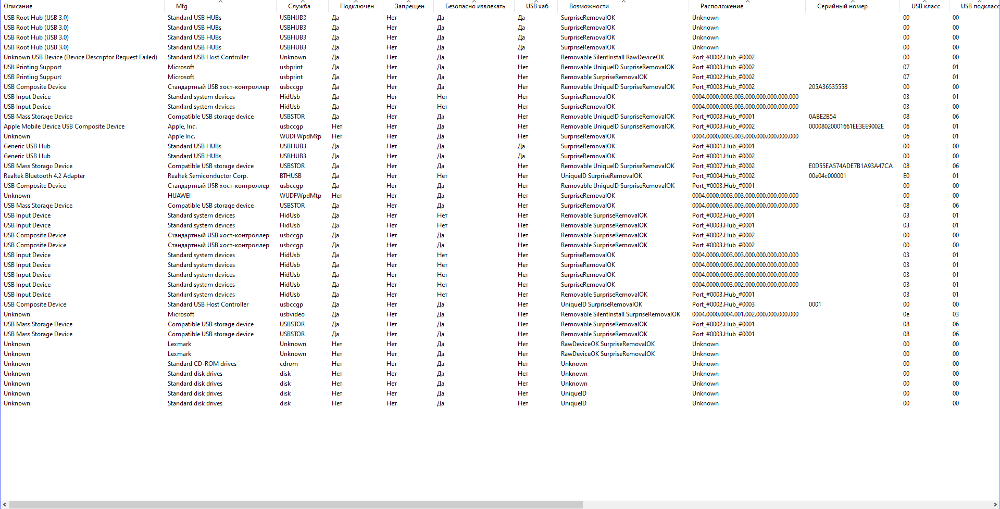 Описание Mfg Служба Подключен Запрещен Безопасно извлекать USB хаб Возможности Расположение Серийный номер USB класс USB подкласс
USB Root Hub (USB 3.0) Standard USB HUBs USBHUB3 Да Нет Да Да SurpriseRemovalOK Unknown 00 00
USB Root Hub (USB 3.0) Standard USB HUBs USBHUB3 Да Нет Да Да SurpriseRemovalOK Unknown 00 00
USB Root Hub (USB 3.0) Standard USB HUBs USBHUB3 Да Нет Да Да SurpriseRemovalOK Unknown 00 00
USB Root Hub (USB 3.0) Standard USB HUBs USBHUB3 Да Нет Да Да SurpriseRemovalOK Unknown 00 00
Unknown USB Device (Device Descriptor Request Failed) Standard USB Host Controller Unknown Да Нет Да Нет Removable SilentInstall RawDeviceOK Port_#0002.Hub_#0002 00 00
USB Printing Support Microsoft usbprint Да Нет Да Нет Removable UniqueID SurpriseRemovalOK Port_#0003.Hub_#0002 07 01
USB Printing Support Microsoft usbprint Да Нет Да Нет Removable SurpriseRemovalOK Port_#0002.Hub_#0002 07 01
USB Composite Device Стандартный USB хост-контроллер usbccgp Да Нет Да Нет Removable UniqueID SurpriseRemovalOK Port_#0003.Hub_#0002 205A36535558 00 00
USB Input Device Standard system devices HidUsb Да Нет Нет Нет SurpriseRemovalOK 0004.0000.0003.003.000.000.000.000.000 03 01
USB Input Device Standard system devices HidUsb Да Нет Нет Нет SurpriseRemovalOK 0004.0000.0003.003.000.000.000.000.000 03 01
USB Mass Storage Device Compatible USB storage device USBSTOR Да Нет Да Нет Removable UniqueID SurpriseRemovalOK Port_#0003.Hub_#0001 0ABE2B54 08 06
Apple Mobile Device USB Composite Device Apple, Inc. usbccgp Нет Нет Да Нет Removable UniqueID SurpriseRemovalOK Port_#0003.Hub_#0002 00008020001661EE3EE9002E 06 01
Unknown Apple Inc. WUDFWpdMtp Нет Нет Да Нет SurpriseRemovalOK 0004.0000.0003.003.000.000.000.000.000 06 01
Generic USB Hub Standard USB HUBs USBHUB3 Да Нет Да Да SurpriseRemovalOK Port_#0001.Hub_#0001 00 00
Generic USB Hub Standard USB HUBs USBHUB3 Да Нет Да Да SurpriseRemovalOK Port_#0001.Hub_#0002 00 00
USB Mass Storage Device Compatible USB storage device USBSTOR Да Нет Да Нет Removable UniqueID SurpriseRemovalOK Port_#0007.Hub_#0002 E0D55EA574ADE7B1A93A47CA 08 06
Realtek Bluetooth 4.2 Adapter Realtek Semiconductor Corp. BTHUSB Да Нет Нет Нет UniqueID SurpriseRemovalOK Port_#0004.Hub_#0002 00e04c000001 E0 01
USB Composite Device Стандартный USB хост-контроллер usbccgp Да Нет Да Нет Removable UniqueID SurpriseRemovalOK Port_#0003.Hub_#0001 00 00
Unknown HUAWEI WUDFWpdMtp Нет Нет Да Нет SurpriseRemovalOK 0004.0000.0003.003.000.000.000.000.000 00 00
USB Mass Storage Device Compatible USB storage device USBSTOR Да Нет Да Нет SurpriseRemovalOK 0004.0000.0003.003.000.000.000.000.000 08 06
USB Input Device Standard system devices HidUsb Да Нет Нет Нет Removable SurpriseRemovalOK Port_#0002.Hub_#0001 03 01
USB Input Device Standard system devices HidUsb Да Нет Нет Нет Removable SurpriseRemovalOK Port_#0003.Hub_#0001 03 01
USB Composite Device Стандартный USB хост-контроллер usbccgp Да Нет Да Нет Removable SurpriseRemovalOK Port_#0002.Hub_#0002 00 00
USB Composite Device Стандартный USB хост-контроллер usbccgp Да Нет Да Нет Removable SurpriseRemovalOK Port_#0003.Hub_#0002 00 00
USB Input Device Standard system devices HidUsb Да Нет Нет Нет SurpriseRemovalOK 0004.0000.0003.003.000.000.000.000.000 03 01
USB Input Device Standard system devices HidUsb Да Нет Нет Нет SurpriseRemovalOK 0004.0000.0003.002.000.000.000.000.000 03 01
USB Input Device Standard system devices HidUsb Да Нет Нет Нет SurpriseRemovalOK 0004.0000.0003.003.000.000.000.000.000 03 01
USB Input Device Standard system devices HidUsb Да Нет Нет Нет SurpriseRemovalOK 0004.0000.0003.002.000.000.000.000.000 03 01
USB Input Device Standard system devices HidUsb Да Нет Нет Нет Removable SurpriseRemovalOK Port_#0003.Hub_#0001 03 01
USB Composite Device Standard USB Host Controller usbccgp Да Нет Да Нет UniqueID SurpriseRemovalOK Port_#0002.Hub_#0003 0001 00 00
Unknown Microsoft usbvideo Да Нет Да Нет Removable SilentInstall SurpriseRemovalOK 0004.0000.0004.001.002.000.000.000.000 0e 03
USB Mass Storage Device Compatible USB storage device USBSTOR Да Нет Да Нет Removable SurpriseRemovalOK Port_#0002.Hub_#0001 08 06
USB Mass Storage Device Compatible USB storage device USBSTOR Да Нет Да Нет Removable SurpriseRemovalOK Port_#0003.Hub_#0001 08 06
Unknown Lexmark Unknown Нет Нет Да Нет RawDeviceOK SurpriseRemovalOK Unknown 00 00
Unknown Lexmark Unknown Нет Нет Да Нет RawDeviceOK SurpriseRemovalOK Unknown 00 00
Unknown Standard CD-ROM drives cdrom Нет Нет Да Нет Unknown Unknown 00 00
Unknown Standard disk drives disk Нет Нет Да Нет Unknown Unknown 00 00
Unknown Standard disk drives disk Нет Нет Да Нет Unknown Unknown 00 00
Unknown Standard disk drives disk Нет Нет Да Нет UniqueID Unknown 00 00
Unknown Standard disk drives disk Нет Нет Да Нет UniqueID Unknown 00 00